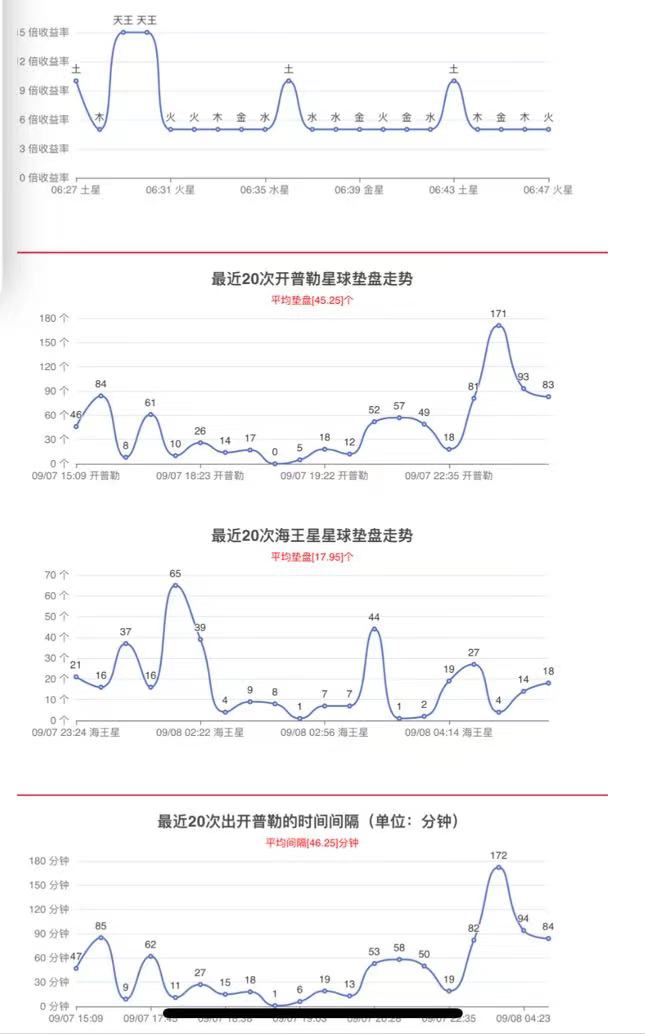 天王 天王
5 倍收益率
土 土 土
2 倍收益率
9 倍收益率
木 火 火 木 金 水 水 水 金 火 金 水 木 金 木 火
6 倍收益率
3 倍收益率
0 倍收益率
06:27 土星 06:31 火星 06:35 水星 06:39 金星 06:43 土星 06:47 火星
最近20次开普勒星球垫盘走势
平均垫盘[45.25]个
180 个
150 个
120 个
90 个
60 个
30 个
0 个
46 84 8 61 10 26 14 17 0 5 18 12 52 57 49 18 81 171 93 83
09/07 15:09 开普勒 09/07 18:23 开普勒 09/07 19:22 开普勒 09/07 22:35 开普勒
最近20次海王星星球垫盘走势
平均垫盘[17.95]个
70 个
60 个
50 个
40 个
30 个
20 个
10 个
0 个
21 16 37 16 65 39 4 9 8 1 7 7 44 1 2 19 27 4 14 18
09/07 23:24 海王星 09/08 02:22 海王星 09/08 02:56 海王星 09/08 04:14 海王星
最近20次出开普勒的时间间隔（单位：分钟）
平均间隔[46.25]分钟
180 分钟
150 分钟
120 分钟
90 分钟
60 分钟
30 分钟
0 分钟
47 85 9 62 11 27 15 18 1 6 19 13 53 58 50 19 82 172 94 84
09/07 15:09 09/07 22:35 09/08 04:23